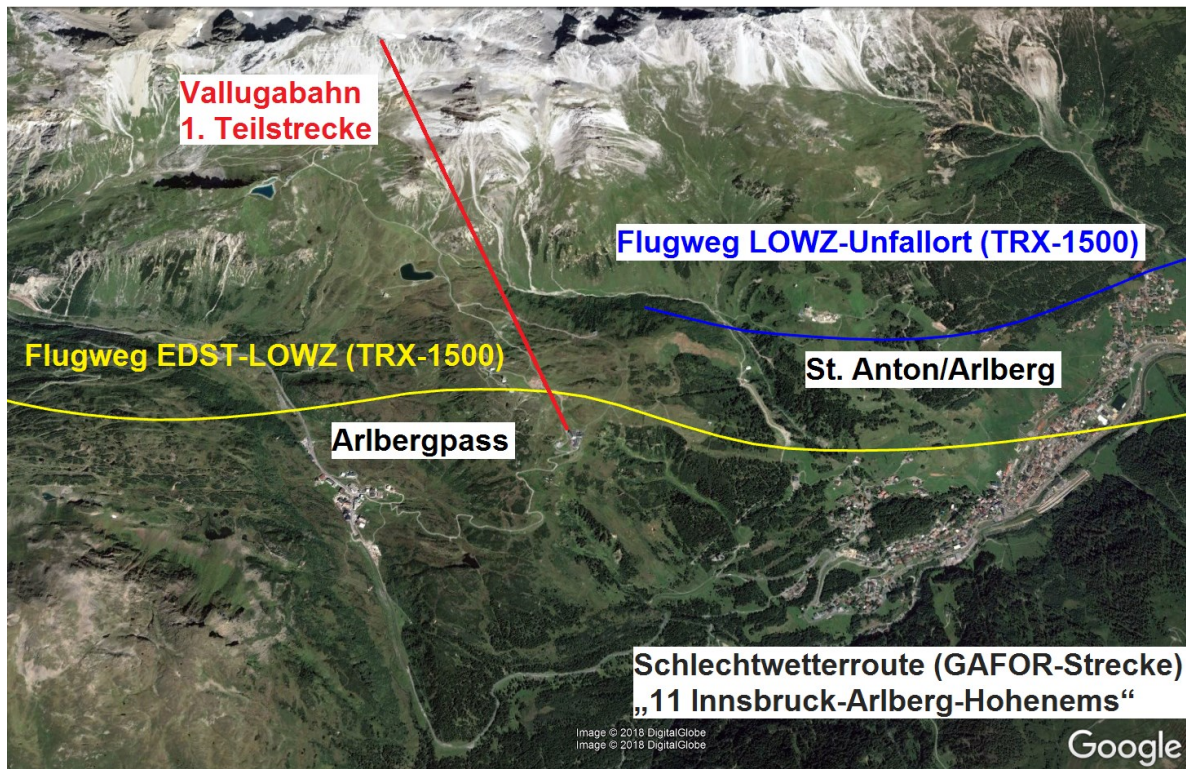 Vallugabahn
1. Teilstrecke
Flugweg LOWZ-Unfallort (TRX-1500)
Flugweg EDST-LOWZ (TRX-1500)
St. Anton/Arlberg
Arlbergpass
Schlechtwetterroute (GAFOR-Strecke)
„11 Innsbruck-Arlberg-Hohenems“
Image © 2018 DigitalGlobe
Image © 2018 DigitalGlobe
Google